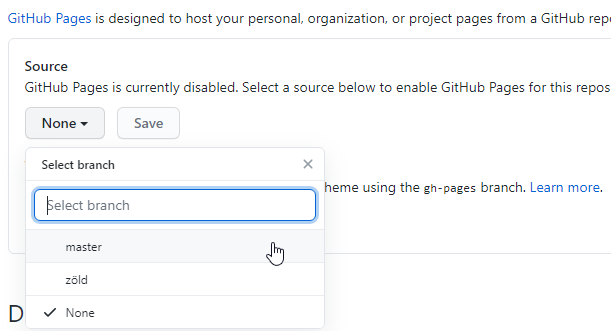 GitHub Pages is designed to host your personal, organization, or project pages from a GitHub
Source
GitHub Pages is currently disabled. Select a source below to enable GitHub Pages for this
None
Save
Select branch
heme using the gh-pages branch. Learn more.
Select branch
master
zöld
None
D